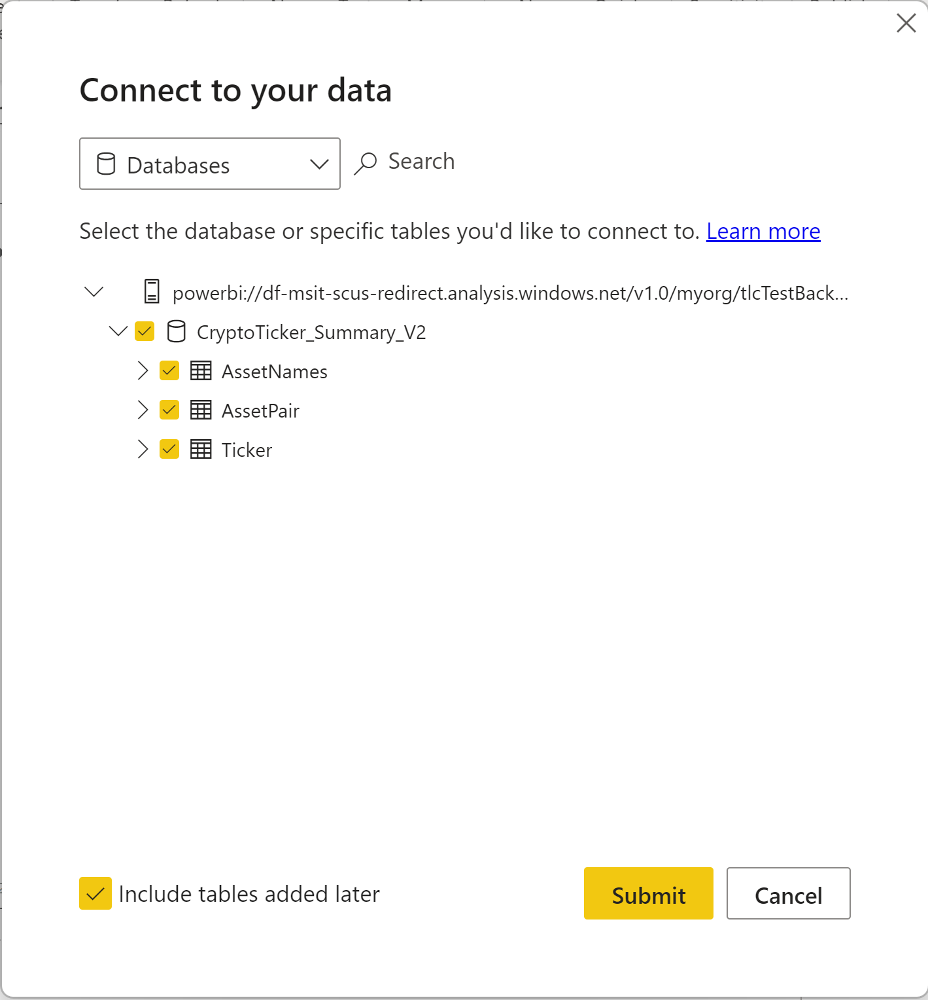 Connect to your data
Databases
Search
Select the database or specific tables you'd like to connect to. Learn more
powerbi://df-msit-scus-redirect.analysis.windows.net/v1.0/myorg/tlcTestBack...
CryptoTicker_Summary_V2
AssetNames
AssetPair
Ticker
Include tables added later
Submit
Cancel